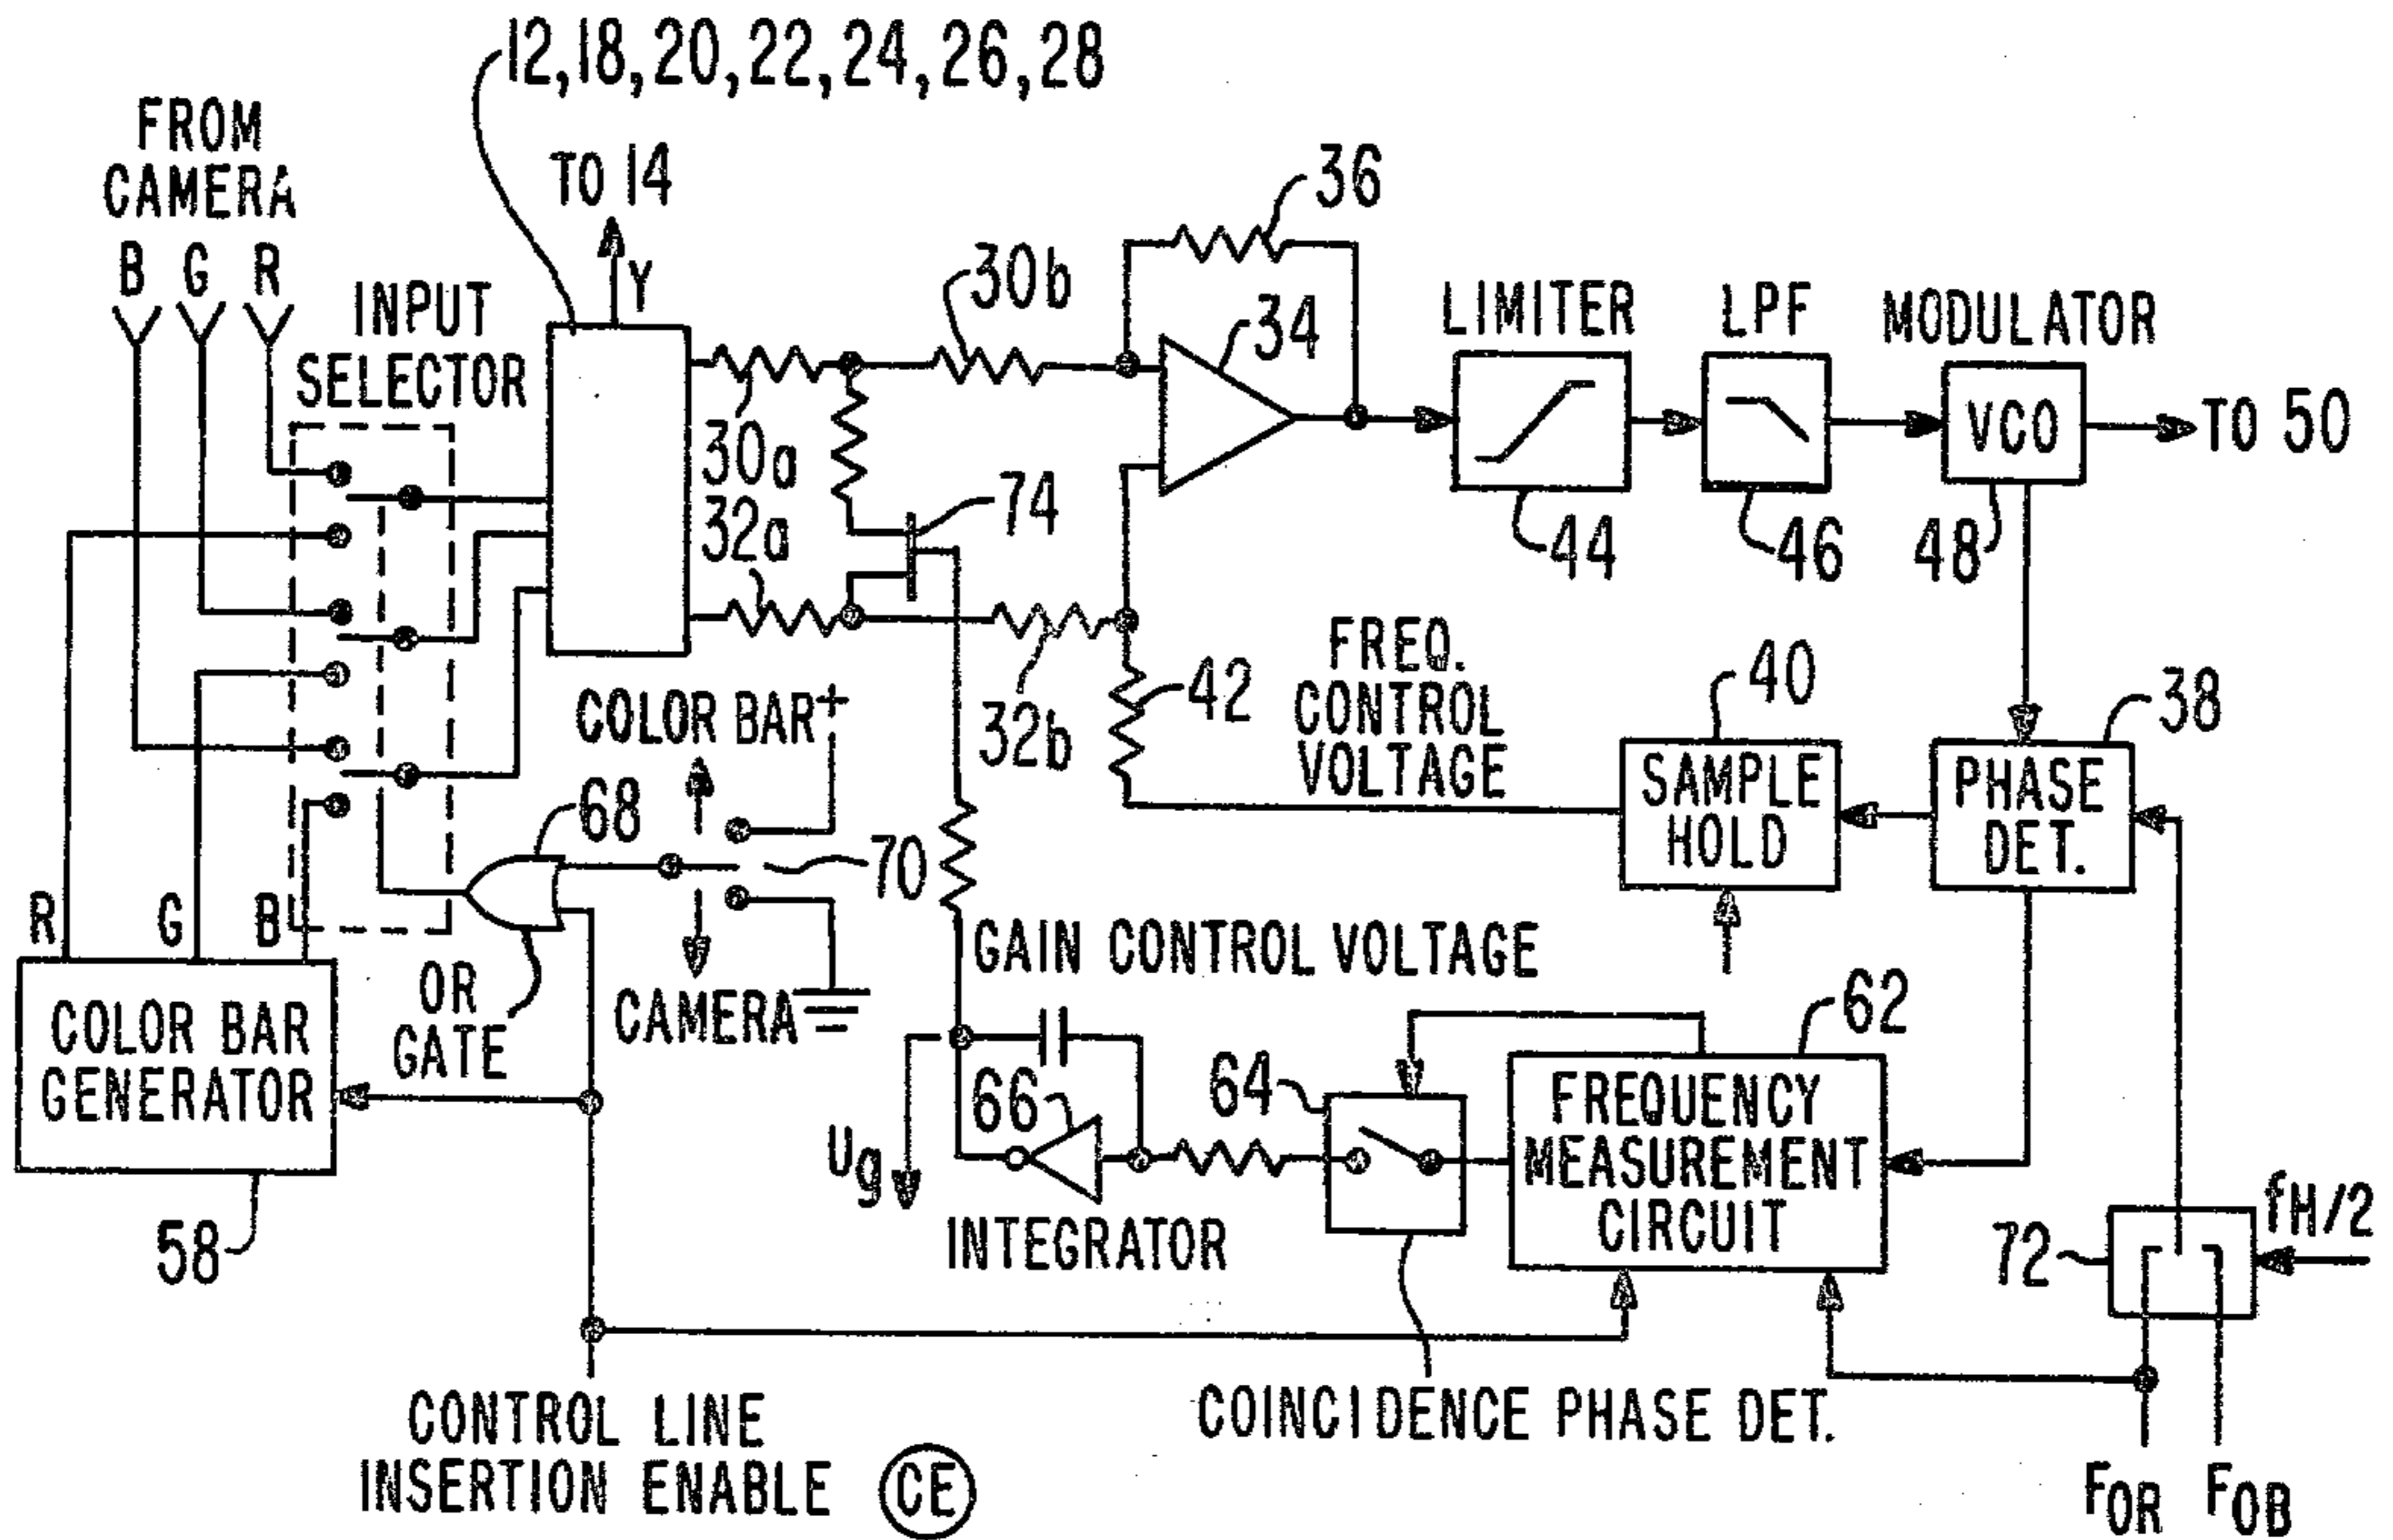 12,18,20,22,24,26,28
FROM
CAMERA
B G R
TO 14
Y
INPUT
SELECTOR
30a
30b
36
34
LIMITER
LPF
MODULATOR
VCO
TO 50
44
46
48
32a
74
32b
42
FREQ.
CONTROL
VOLTAGE
40
SAMPLE
HOLD
38
PHASE
DET.
COLOR BAR
+
68
70
CAMERA
OR
GATE
R G B
COLOR BAR
GENERATOR
58
GAIN CONTROL VOLTAGE
Ug
66
INTEGRATOR
64
62
FREQUENCY
MEASUREMENT
CIRCUIT
72
fH/2
COINCIDENCE PHASE DET.
CONTROL LINE
INSERTION ENABLE CE
FOR FOB